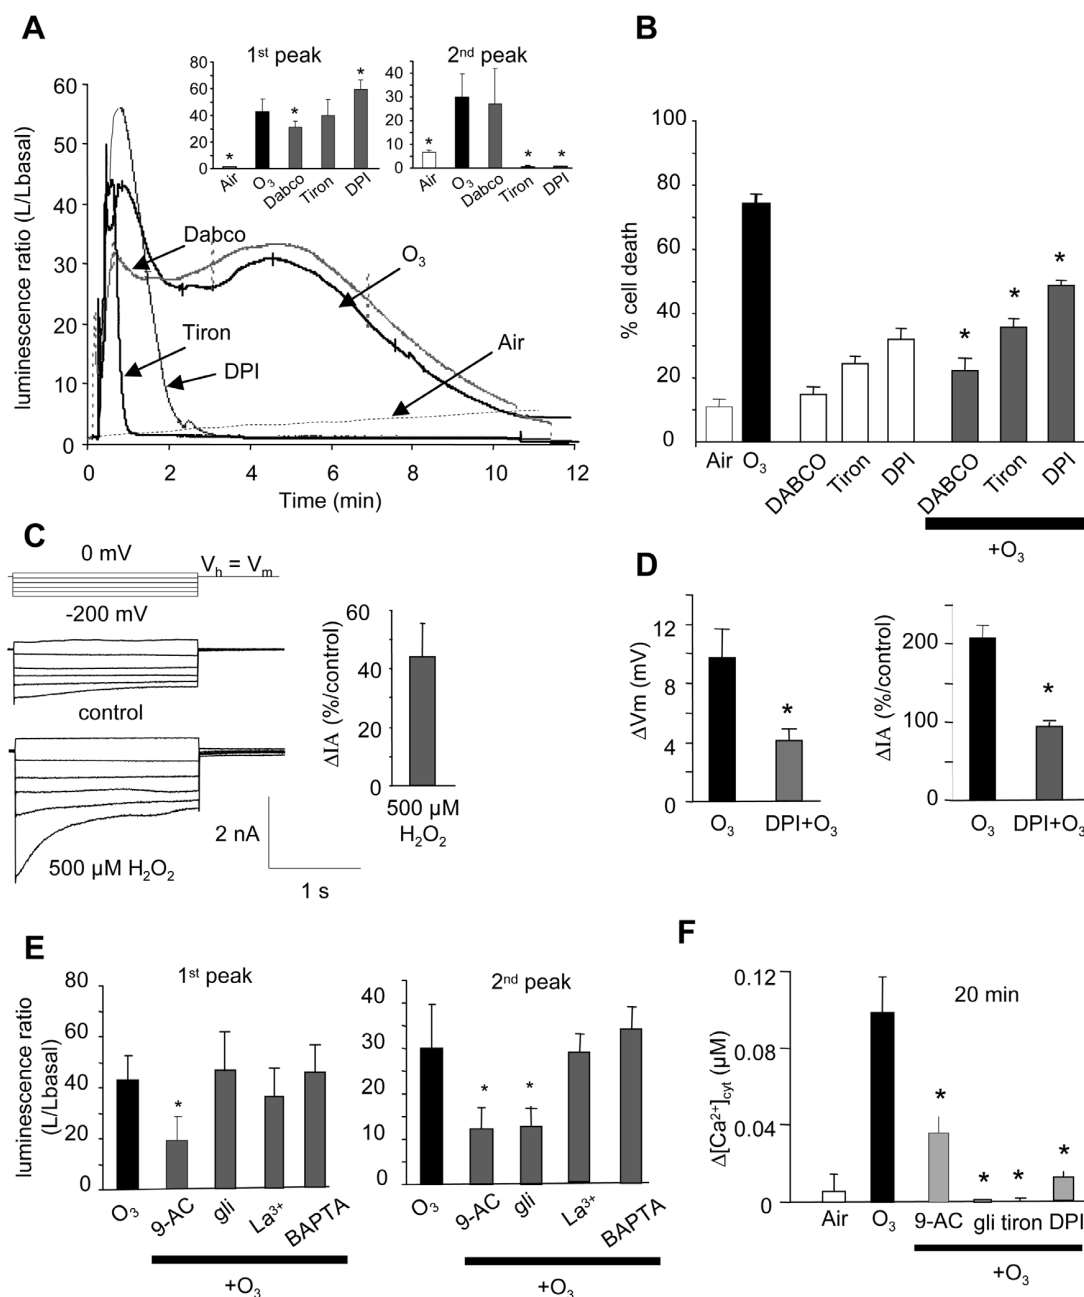 A
1st peak
60
80
60
40
20
0
Air
O3
Dabco
Tiron
DPI
2nd peak
40
30
20
10
0
Air
O3
Dabco
Tiron
DPI
* * *
* * *
luminescence ratio (L/Lbasal)
50
40
30
20
10
0
Dabco
O3
Tiron
DPI
Air
0 2 4 6 8 10 12
Time (min)
B
% cell death
100
80
60
40
20
0
* * *
Air O3 DABCO Tiron DPI DABCO Tiron DPI
+O3
C
0 mV
Vh = Vm
-200 mV
control
500 µM H2O2
2 nA
1 s
ΔIA (%/control)
60
40
20
0
500 µM
H2O2
D
ΔVm (mV)
12
9
6
4
0
*
O3 DPI+O3
ΔIA (%/control)
200
100
0
*
O3 DPI+O3
E
luminescence ratio
(L/Lbasal)
1st peak
80
60
40
20
0
*
O3 9-AC gli La3+ BAPTA
+O3
2nd peak
40
30
20
10
0
* *
O3 9-AC gli La3+ BAPTA
+O3
F
20 min
Δ[Ca2+]cyt (µM)
0.12
0.08
0.04
0
* * * *
Air O3 9-AC gli tiron DPI
+O3